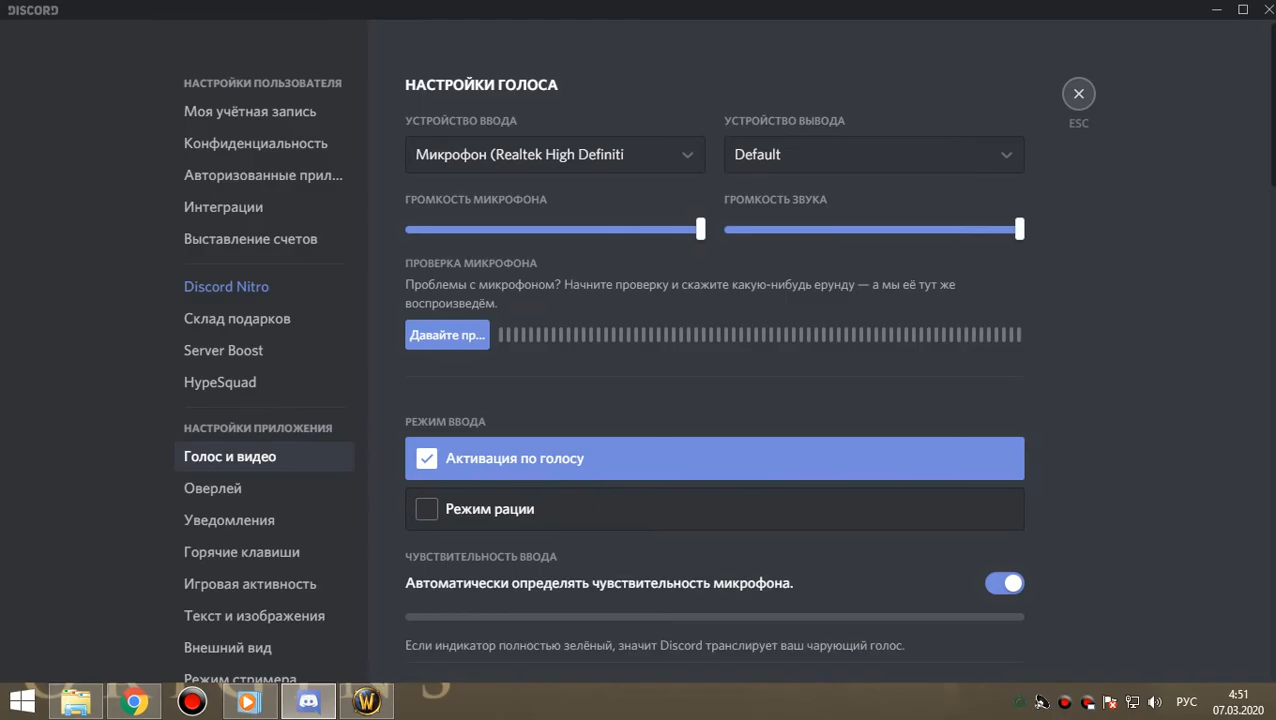 DISCORD
НАСТРОЙКИ ПОЛЬЗОВАТЕЛЯ
Моя учётная запись
Конфиденциальность
Авторизованные прил...
Интеграции
Выставление счетов
Discord Nitro
Склад подарков
Server Boost
HypeSquad
НАСТРОЙКИ ПРИЛОЖЕНИЯ
Голос и видео
Оверлей
Уведомления
Горячие клавиши
Игровая активность
Текст и изображения
Внешний вид
Режим стримера
НАСТРОЙКИ ГОЛОСА
УСТРОЙСТВО ВВОДА
УСТРОЙСТВО ВЫВОДА
Микрофон (Realtek High Definiti
Default
ГРОМКОСТЬ МИКРОФОНА
ГРОМКОСТЬ ЗВУКА
ПРОВЕРКА МИКРОФОНА
Проблемы с микрофоном? Начните проверку и скажите какую-нибудь ерунду — а мы её тут же
воспроизведём.
Давайте пр...
РЕЖИМ ВВОДА
Активация по голосу
Режим рации
ЧУВСТВИТЕЛЬНОСТЬ ВВОДА
Автоматически определять чувствительность микрофона.
Если индикатор полностью зелёный, значит Discord транслирует ваш чарующий голос.
ESC
РУС
4:51
07.03.2020